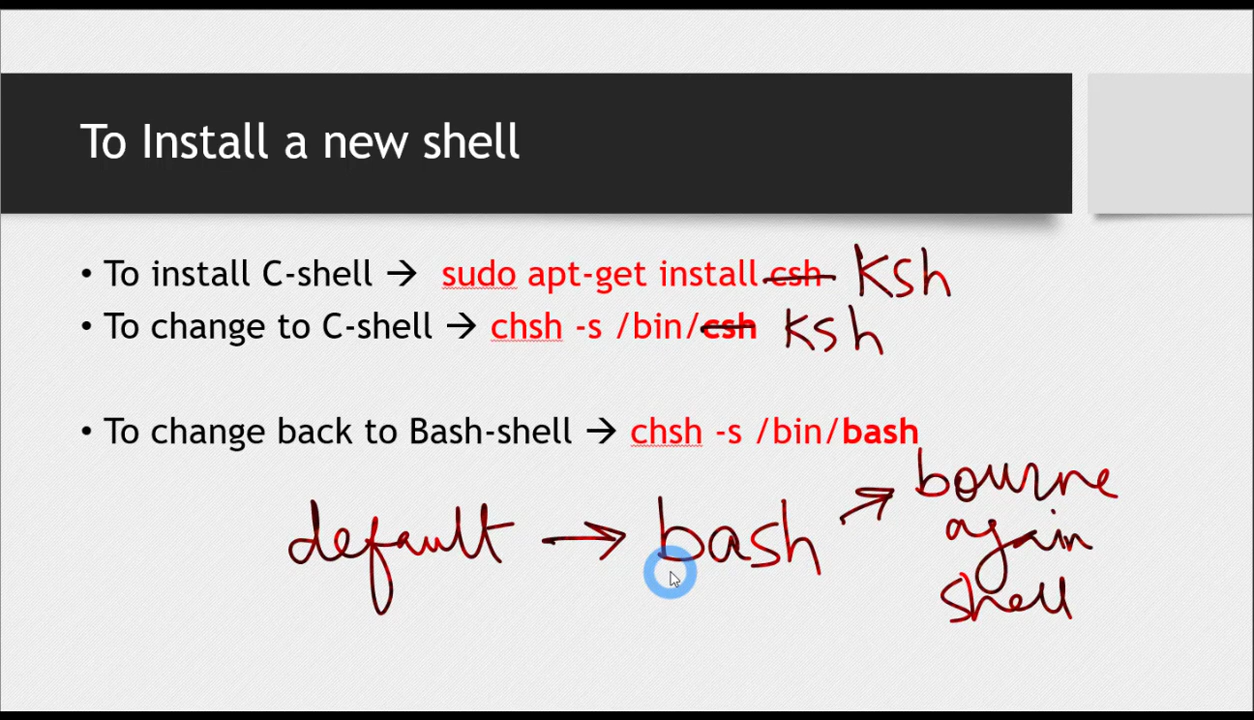 To Install a new shell
• To install C-shell → sudo apt-get install csh ksh
• To change to C-shell → chsh -s /bin/csh ksh
• To change back to Bash-shell → chsh -s /bin/bash
default → bash → bourne
again
shell